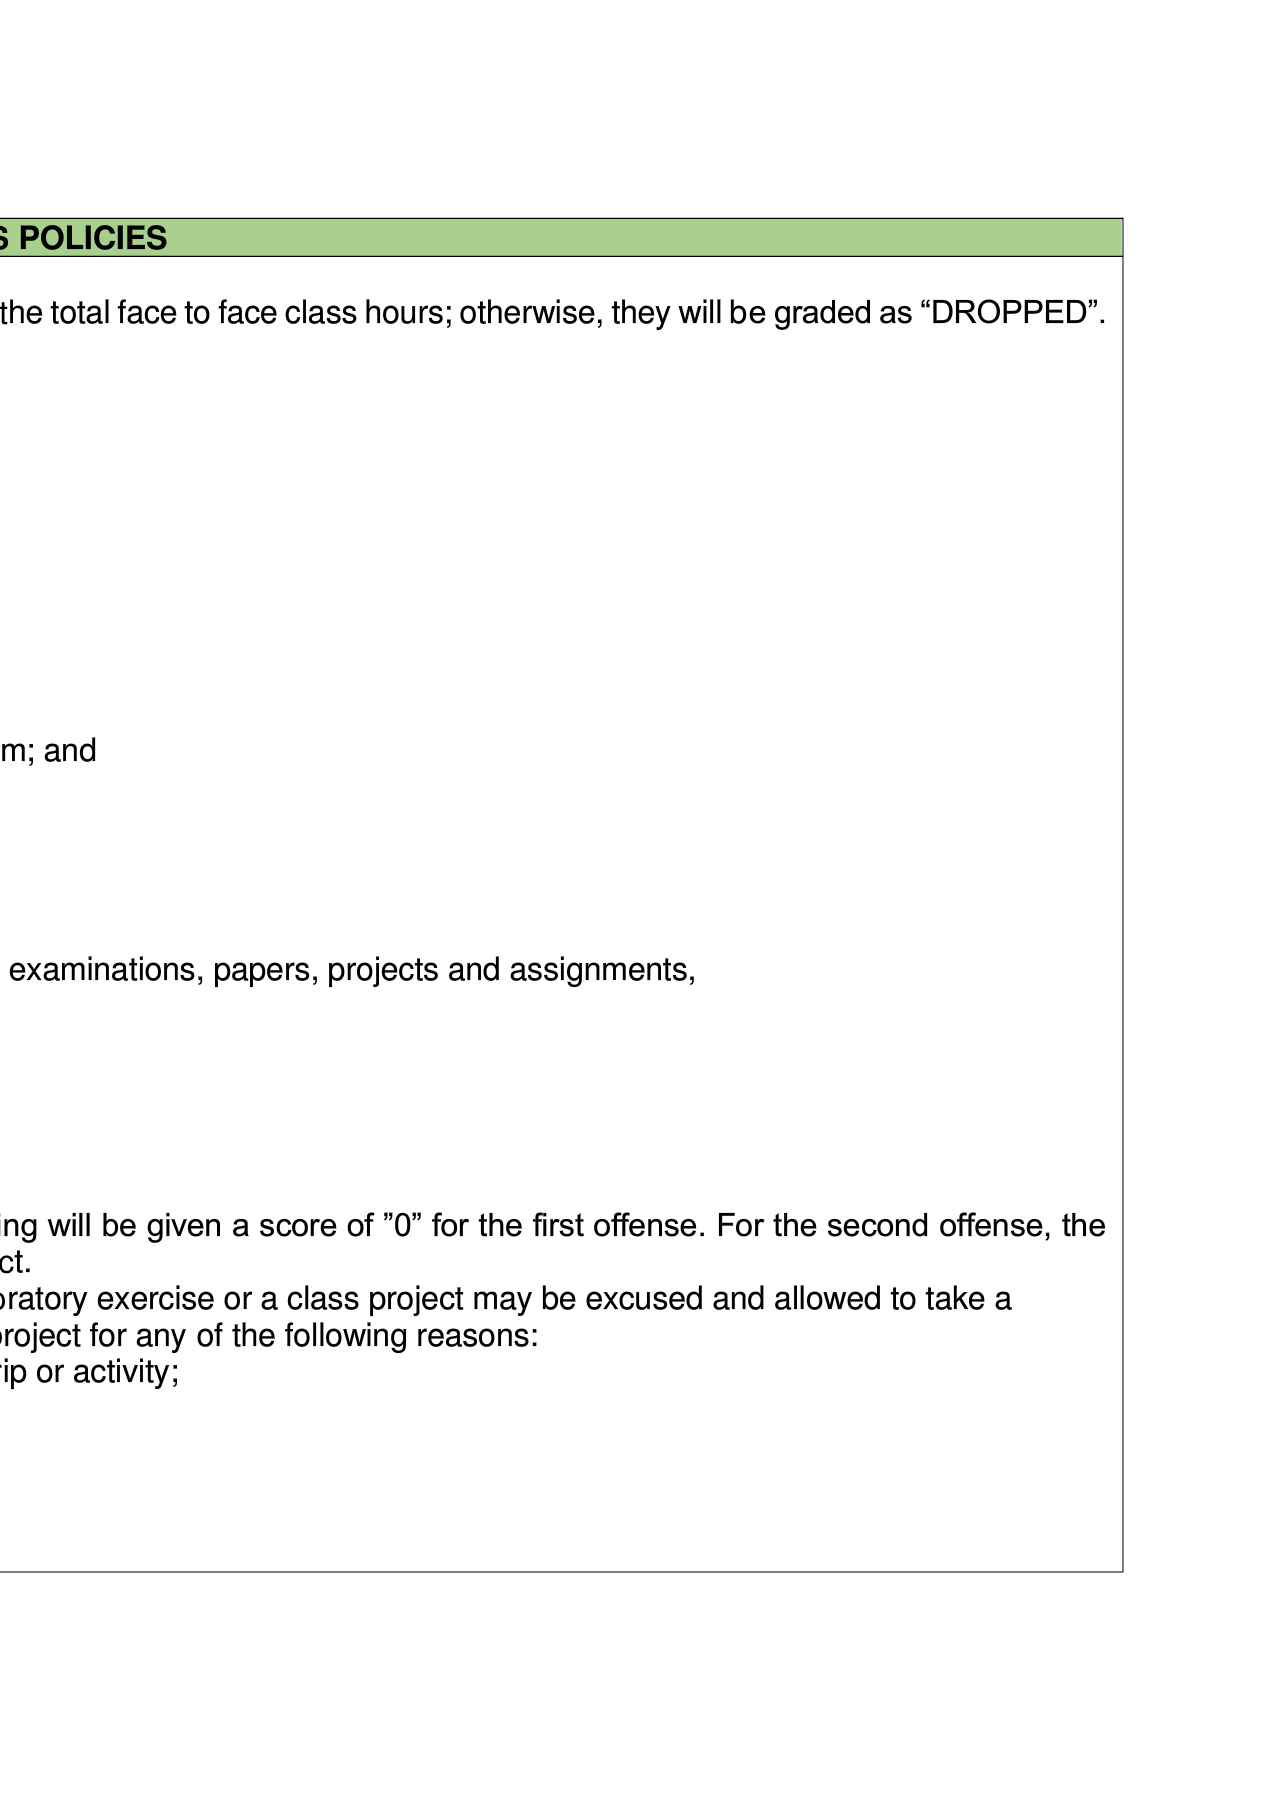 S POLICIES
the total face to face class hours; otherwise, they will be graded as “DROPPED”.
m; and
examinations, papers, projects and assignments,
ing will be given a score of ”0” for the first offense. For the second offense, the
ct.
oratory exercise or a class project may be excused and allowed to take a
project for any of the following reasons:
rip or activity;